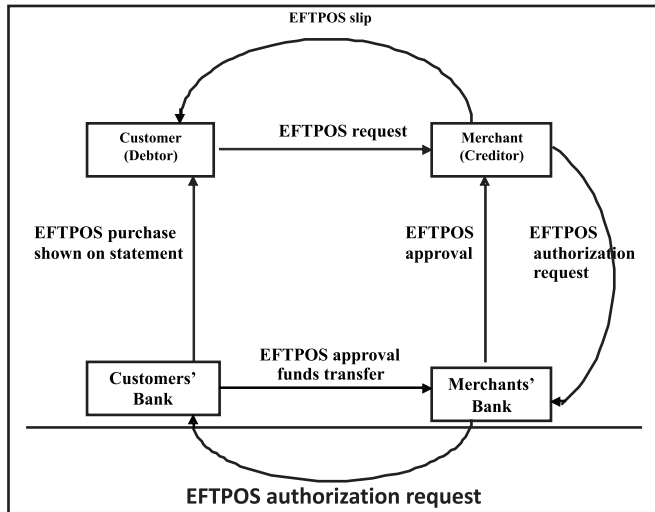 EFTPOS slip
Customer
(Debtor)
EFTPOS request
Merchant
(Creditor)
EFTPOS purchase
shown on statement
EFTPOS
approval
EFTPOS
authorization
request
Customers’
Bank
EFTPOS approval
funds transfer
Merchants’
Bank
EFTPOS authorization request